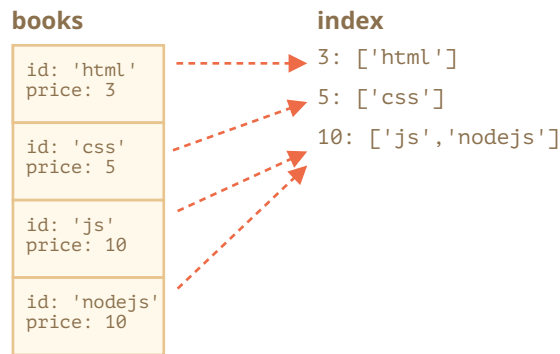 books
id: 'html'
price: 3
id: 'css'
price: 5
id: 'js'
price: 10
id: 'nodejs'
price: 10
index
3: ['html']
5: ['css']
10: ['js','nodejs']